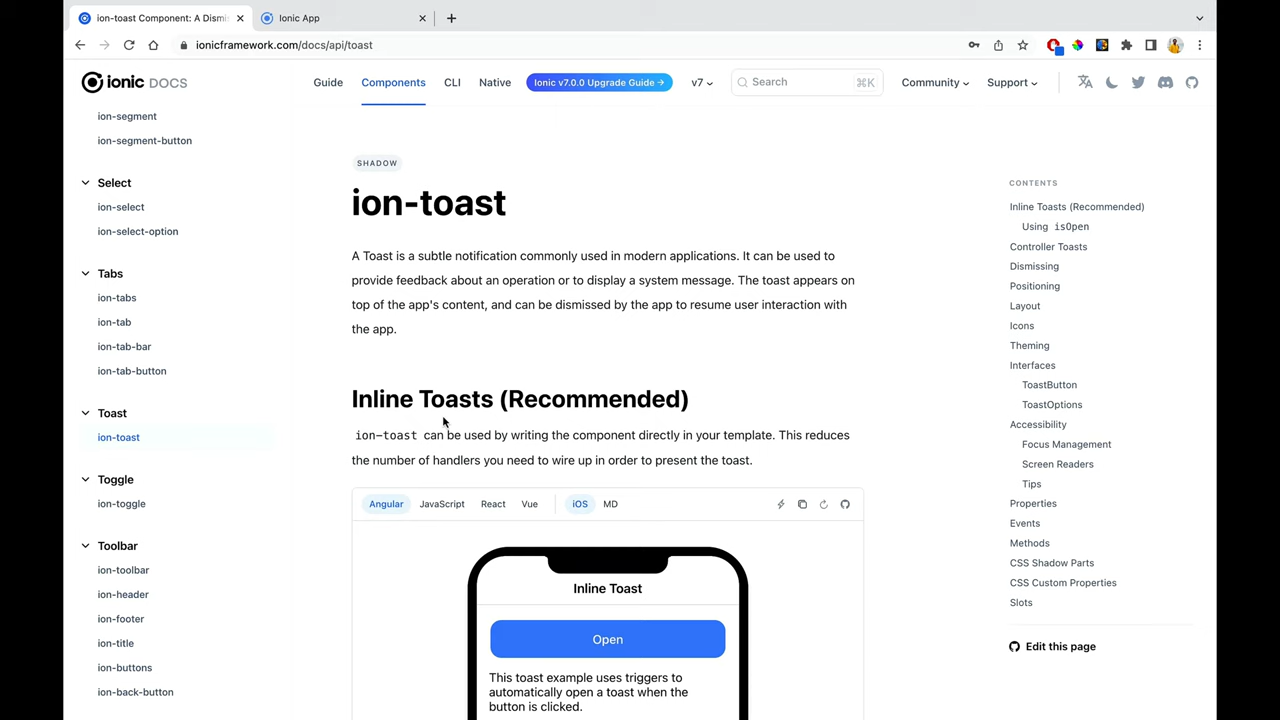 ion-toast Component: A Dismi
Ionic App
ionicframework.com/docs/api/toast
ionic DOCS
Guide
Components
CLI
Native
Ionic v7.0.0 Upgrade Guide →
v7
Search
⌘K
Community
Support
ion-segment
ion-segment-button
Select
ion-select
ion-select-option
Tabs
ion-tabs
ion-tab
ion-tab-bar
ion-tab-button
Toast
ion-toast
Toggle
ion-toggle
Toolbar
ion-toolbar
ion-header
ion-footer
ion-title
ion-buttons
ion-back-button
SHADOW
ion-toast
A Toast is a subtle notification commonly used in modern applications. It can be used to
provide feedback about an operation or to display a system message. The toast appears on
top of the app's content, and can be dismissed by the app to resume user interaction with
the app.
Inline Toasts (Recommended)
ion-toast can be used by writing the component directly in your template. This reduces
the number of handlers you need to wire up in order to present the toast.
Angular
JavaScript
React
Vue
iOS
MD
Inline Toast
Open
This toast example uses triggers to
automatically open a toast when the
button is clicked.
CONTENTS
Inline Toasts (Recommended)
Using isOpen
Controller Toasts
Dismissing
Positioning
Layout
Icons
Theming
Interfaces
ToastButton
ToastOptions
Accessibility
Focus Management
Screen Readers
Tips
Properties
Events
Methods
CSS Shadow Parts
CSS Custom Properties
Slots
Edit this page